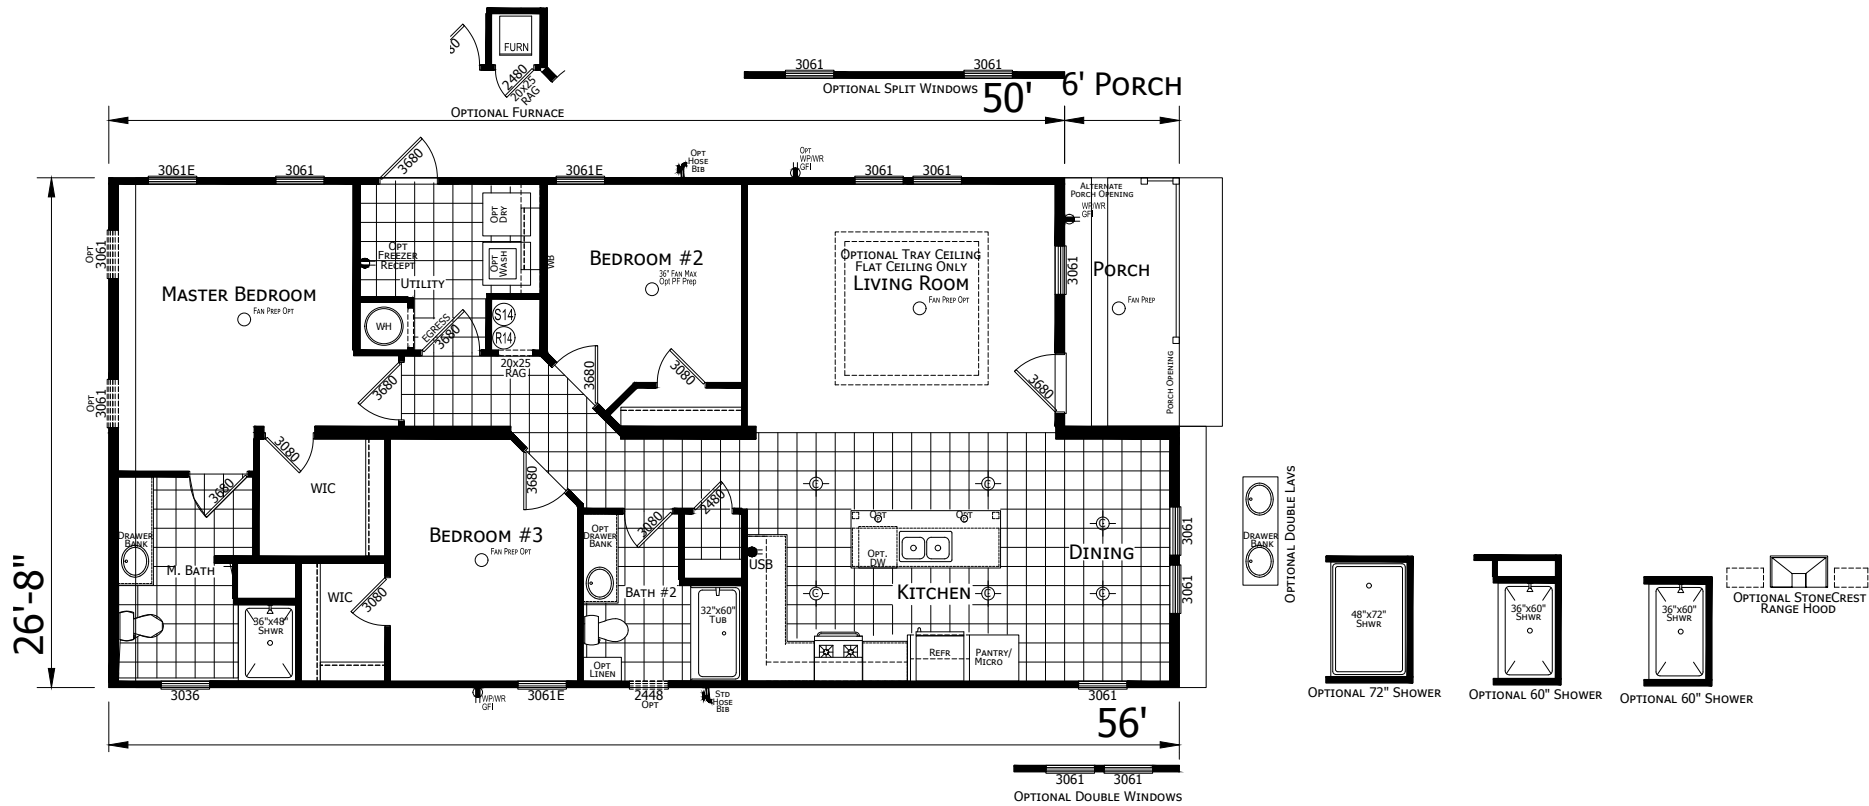 FURN
2480
20x25
RAG
OPTIONAL FURNACE
3061
3061
OPTIONAL SPLIT WINDOWS
50'
6' PORCH
3061E
3061
3680
3061E
OPT
HOSE
BIB
OPT
WP/WR
GFI
3061
3061
ALTERNATE
PORCH OPENING
WP/WR
GFI
OPT
3061
OPT
DRY
OPT
WASH
WB
OPT
FREEZER
RECEPT
UTILITY
BEDROOM #2
36" FAN MAX
Opt PF Prep
OPTIONAL TRAY CEILING
FLAT CEILING ONLY
LIVING ROOM
FAN PREP OPT
3061
PORCH
FAN PREP
MASTER BEDROOM
FAN PREP OPT
WH
EGRESS
3680
S14
R14
20x25
RAG
OPT
3061
3680
3680
3080
3680
PORCH OPENING
3080
WIC
3680
3680
BEDROOM #3
FAN PREP OPT
DRAWER
BANK
M. BATH
26'-8"
36"x48"
SHWR
WIC
3080
OPT
DRAWER
BANK
3080
2480
BATH #2
32"x60"
TUB
OPT
LINEN
USB
C
C
C
C
C
C
OPT
OPT
OPT.
DW
KITCHEN
DINING
3061
3061
REFR
PANTRY/
MICRO
3036
WP/WR
GFI
3061E
2448
OPT
STD
HOSE
BIB
3061
56'
3061
3061
OPTIONAL DOUBLE WINDOWS
DRAWER
BANK
OPTIONAL DOUBLE LAVS
48"x72"
SHWR
OPTIONAL 72" SHOWER
36"x60"
SHWR
OPTIONAL 60" SHOWER
36"x60"
SHWR
OPTIONAL 60" SHOWER
OPTIONAL STONECREST
RANGE HOOD